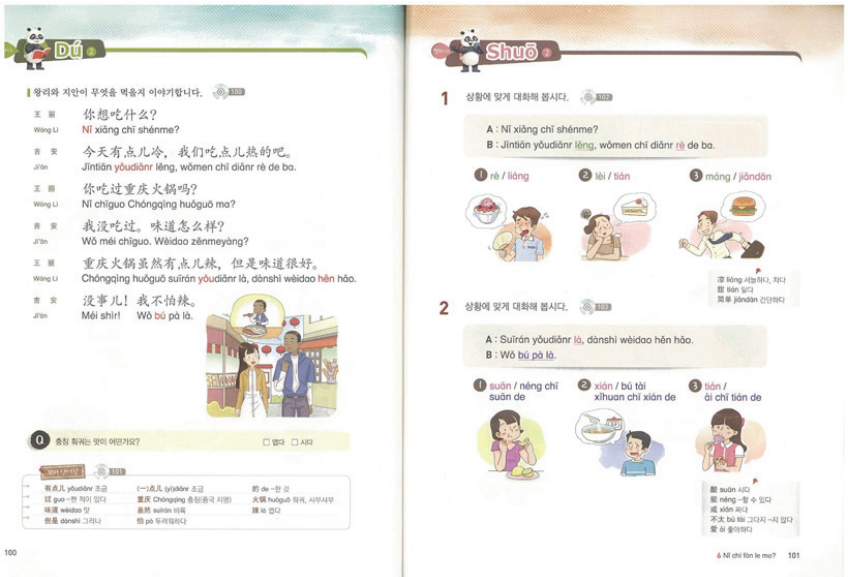 Dú 2
왕리와 지안이 무엇을 먹을지 이야기합니다. 100
王 丽 你想吃什么?
Wáng Lì Nǐ xiǎng chī shénme?
吉 安 今天有点儿冷，我们吃点儿热的吧。
Jí'ān Jīntiān yǒudiǎnr lěng, wǒmen chī diǎnr rè de ba.
王 丽 你吃过重庆火锅吗?
Wáng Lì Nǐ chīguo Chóngqìng huǒguō ma?
吉 安 我没吃过。味道怎么样?
Jí'ān Wǒ méi chīguo. Wèidao zěnmeyàng?
王 丽 重庆火锅虽然有点儿辣，但是味道很好。
Wáng Lì Chóngqìng huǒguō suīrán yǒudiǎnr là, dànshì wèidao hěn hǎo.
吉 安 没事儿！我不怕辣。
Jí'ān Méi shìr! Wǒ bú pà là.
Q 충칭 훠궈는 맛이 어떤가요? □ 맵다 □ 시다
101
有点儿 yǒudiǎnr 조금 (一)点儿 (yì)diǎnr 조금 的 de ~한 것
过 guo ~한 적이 있다 重庆 Chóngqìng 충칭(중국 지명) 火锅 huǒguō 훠궈, 샤부샤부
味道 wèidao 맛 虽然 suīrán 비록 辣 là 맵다
但是 dànshì 그러나 怕 pà 두려워하다
100
Shuō 2
1 상황에 맞게 대화해 봅시다. 102
A : Nǐ xiǎng chī shénme?
B : Jīntiān yǒudiǎnr lěng, wǒmen chī diǎnr rè de ba.
1 rè / liáng
2 lèi / tián
3 máng / jiǎndān
凉 liáng 서늘하다, 차다
甜 tián 달다
简单 jiǎndān 간단하다
2 상황에 맞게 대화해 봅시다. 103
A : Suīrán yǒudiǎnr là, dànshì wèidao hěn hǎo.
B : Wǒ bú pà là.
1 suān / néng chī suān de
2 xián / bú tài xǐhuan chī xián de
3 tián / ài chī tián de
酸 suān 시다
能 néng ~할 수 있다
咸 xián 짜다
不太 bú tài 그다지 ~지 않다
爱 ài 좋아하다
6 Nǐ chī fàn le ma? 101